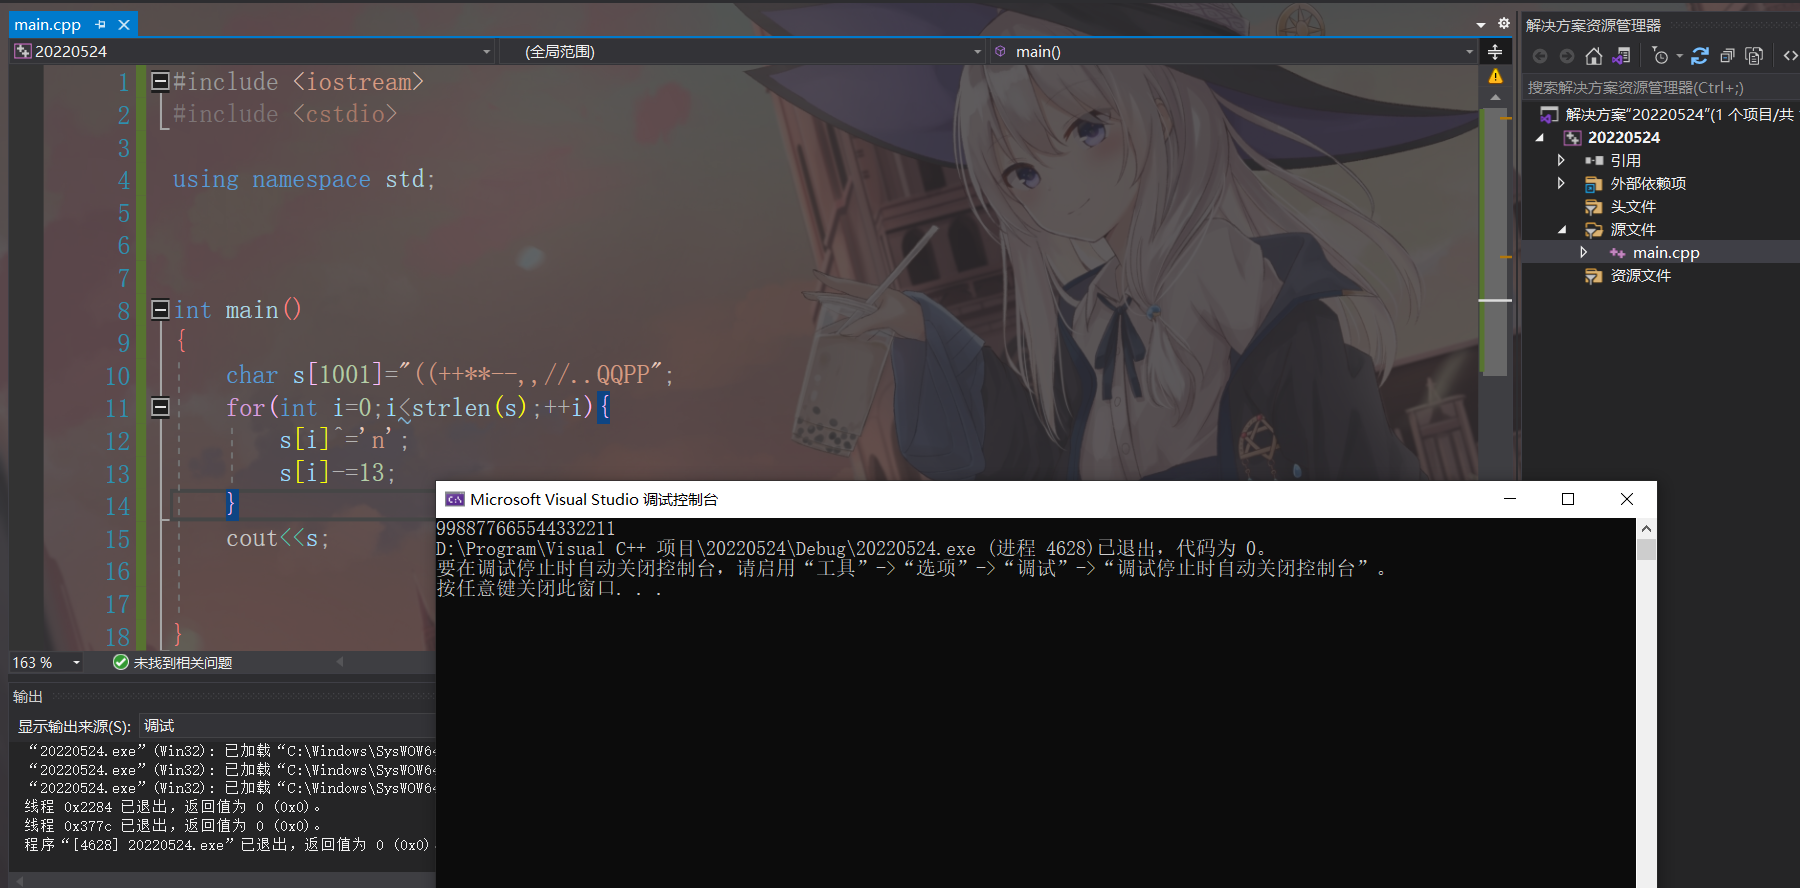 main.cpp
20220524
(全局范围)
main()
1 #include <iostream>
2 #include <cstdio>
3
4 using namespace std;
5
6
7
8 int main()
9 {
10 char s[1001]="((++**--,,//..QQPP";
11 for(int i=0;i<strlen(s);++i){
12 s[i]^='n';
13 s[i]-=13;
14 }
15 cout<<s;
16
17
18 }
163 %
未找到相关问题
输出
显示输出来源(S): 调试
“20220524.exe”(Win32): 已加载“C:\Windows\SysWOW64
“20220524.exe”(Win32): 已加载“C:\Windows\SysWOW64
“20220524.exe”(Win32): 已加载“C:\Windows\SysWOW64
线程 0x2284 已退出，返回值为 0 (0x0)。
线程 0x377c 已退出，返回值为 0 (0x0)。
程序“[4628] 20220524.exe”已退出，返回值为 0 (0x0)
C:\ Microsoft Visual Studio 调试控制台
998877665544332211
D:\Program\Visual C++ 项目\20220524\Debug\20220524.exe (进程 4628)已退出，代码为 0。
要在调试停止时自动关闭控制台，请启用“工具”->“选项”->“调试”->“调试停止时自动关闭控制台”。
按任意键关闭此窗口. . .
解决方案资源管理器
搜索解决方案资源管理器(Ctrl+;)
解决方案“20220524”(1 个项目/共
20220524
引用
外部依赖项
头文件
源文件
main.cpp
资源文件